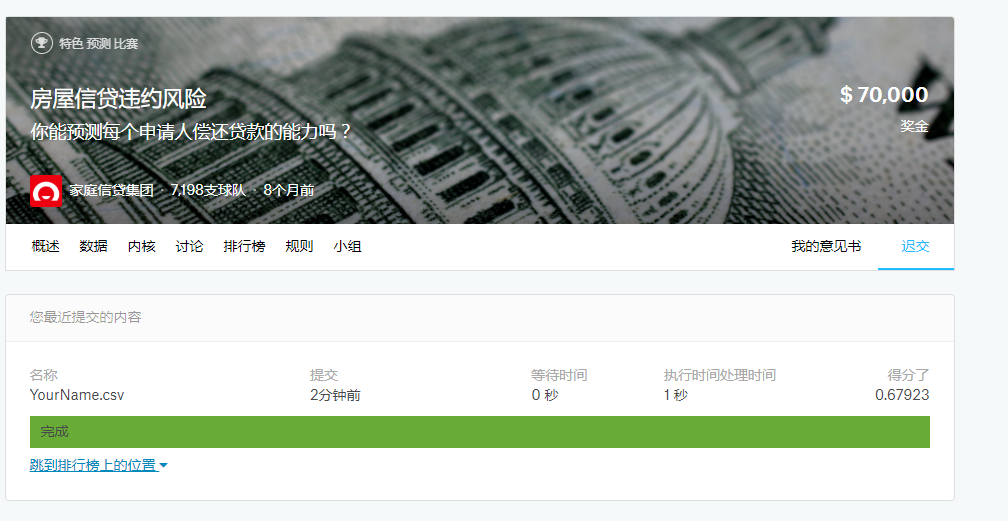 特色 预测 比赛
房屋信贷违约风险
$ 70,000
你能预测每个申请人偿还贷款的能力吗？
奖金
家庭信贷集团 · 7,198支球队 · 8个月前
概述 数据 内核 讨论 排行榜 规则 小组 我的意见书 迟交
您最近提交的内容
名称 提交 等待时间 执行时间处理时间 得分了
YourName.csv 2分钟前 0 秒 1 秒 0.67923
完成
跳到排行榜上的位置